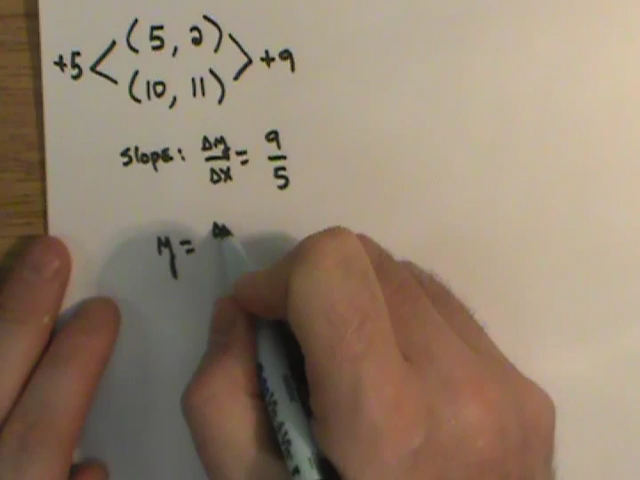 +5 < (5, 2) > +9
(10, 11)
slope: Δy/Δx = 9/5
y =